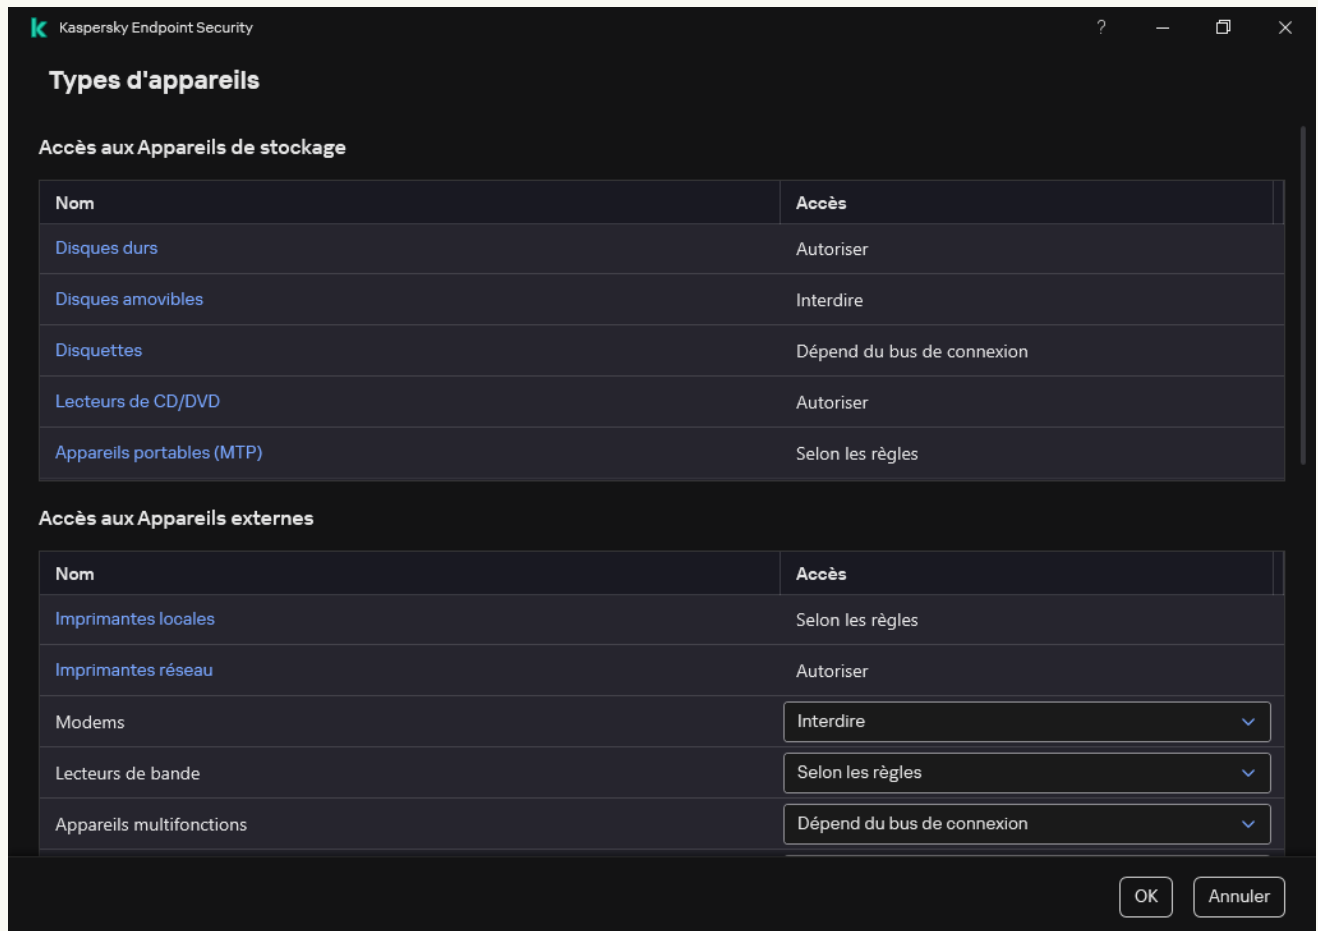 Kaspersky Endpoint Security ?
Types d'appareils
Accès aux Appareils de stockage
Nom Accès
Disques durs Autoriser
Disques amovibles Interdire
Disquettes Dépend du bus de connexion
Lecteurs de CD/DVD Autoriser
Appareils portables (MTP) Selon les règles
Accès aux Appareils externes
Nom Accès
Imprimantes locales Selon les règles
Imprimantes réseau Autoriser
Modems Interdire
Lecteurs de bande Selon les règles
Appareils multifonctions Dépend du bus de connexion
OK Annuler